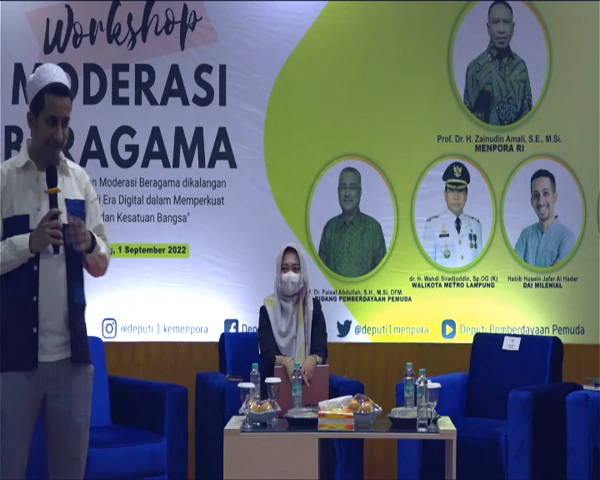 Workshop
MODERASI
BERAGAMA
n Moderasi Beragama dikalangan
i Era Digital dalam Memperkuat
dan Kesatuan Bangsa"
g, 1 September 2022
Prof. Dr. H. Zainudin Amali, S.E., M.Si.
MENPORA RI
f. Dr. Faisal Abdullah, S.H., M.Si, DFM.
BIDANG PEMBERDAYAAN PEMUDA
dr. H. Wahdi Siradjuddin, Sp.OG (K)
WALIKOTA METRO LAMPUNG
Habib Husein Jafar Al Hadar
DAI MILENIAL
@deputi1.kemenpora
Deputi
@deputi1menpora
Deputi Pemberdayaan Pemuda